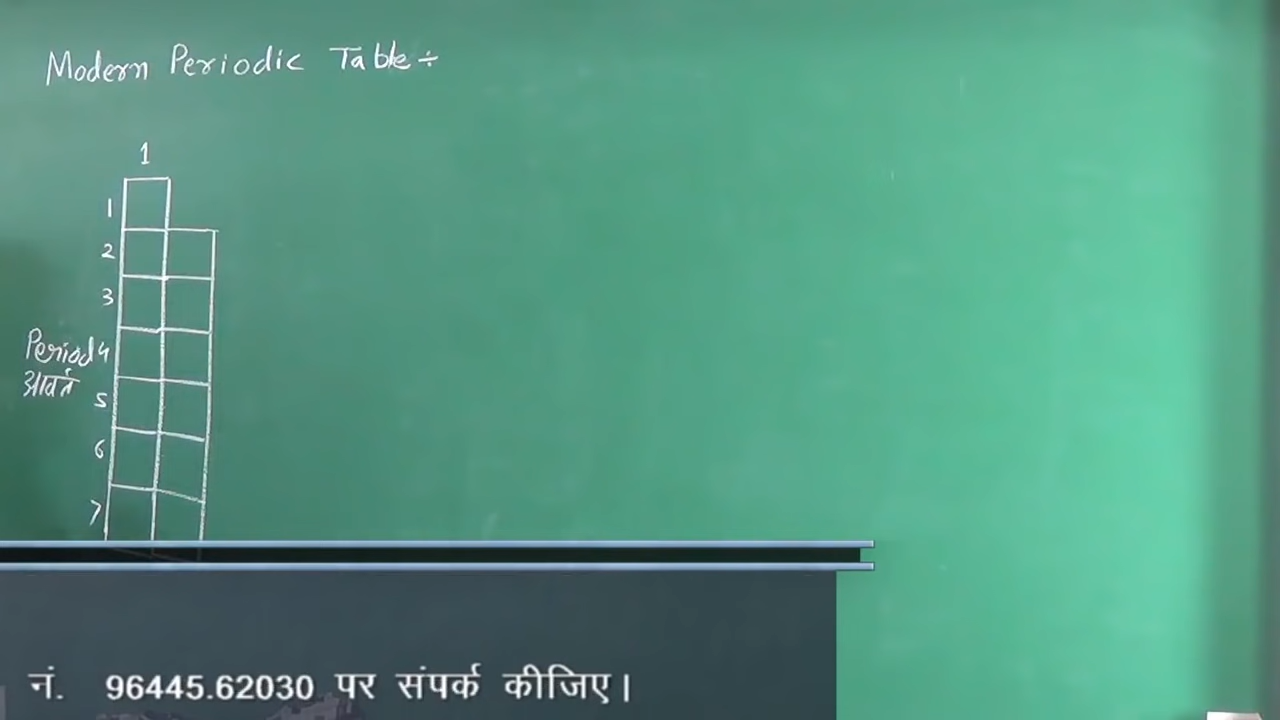 Modern Periodic Table ÷
1
1
2
3
Period 4
आवर्त
5
6
7
नं. 96445.62030 पर संपर्क कीजिए।